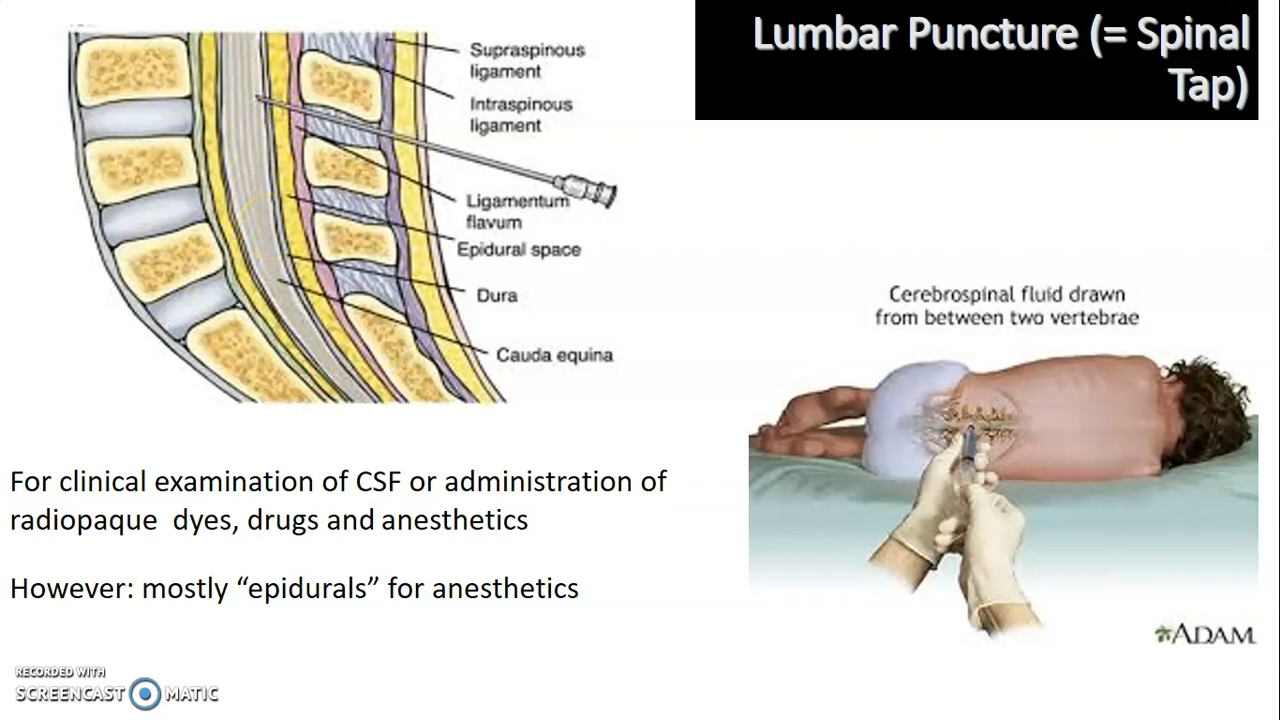 Lumbar Puncture (= Spinal
Tap)
Supraspinous
ligament
Intraspinous
ligament
Ligamentum
flavum
Epidural space
Dura
Cauda equina
Cerebrospinal fluid drawn
from between two vertebrae
ADAM
For clinical examination of CSF or administration of
radiopaque dyes, drugs and anesthetics
However: mostly “epidurals” for anesthetics
RECORDED WITH
SCREENCAST MATIC